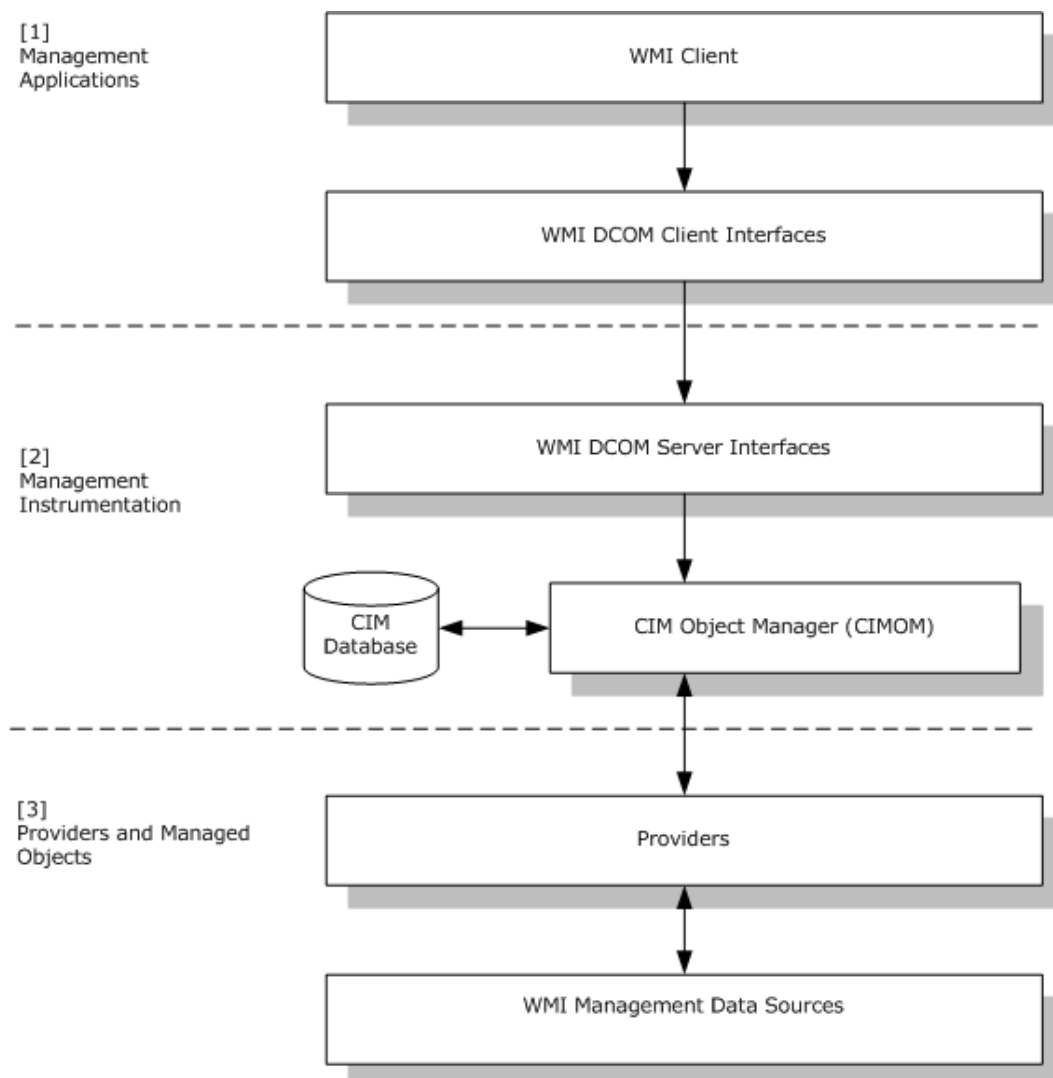 [1]
Management
Applications
WMI Client
WMI DCOM Client Interfaces
[2]
Management
Instrumentation
WMI DCOM Server Interfaces
CIM
Database
CIM Object Manager (CIMOM)
[3]
Providers and Managed
Objects
Providers
WMI Management Data Sources